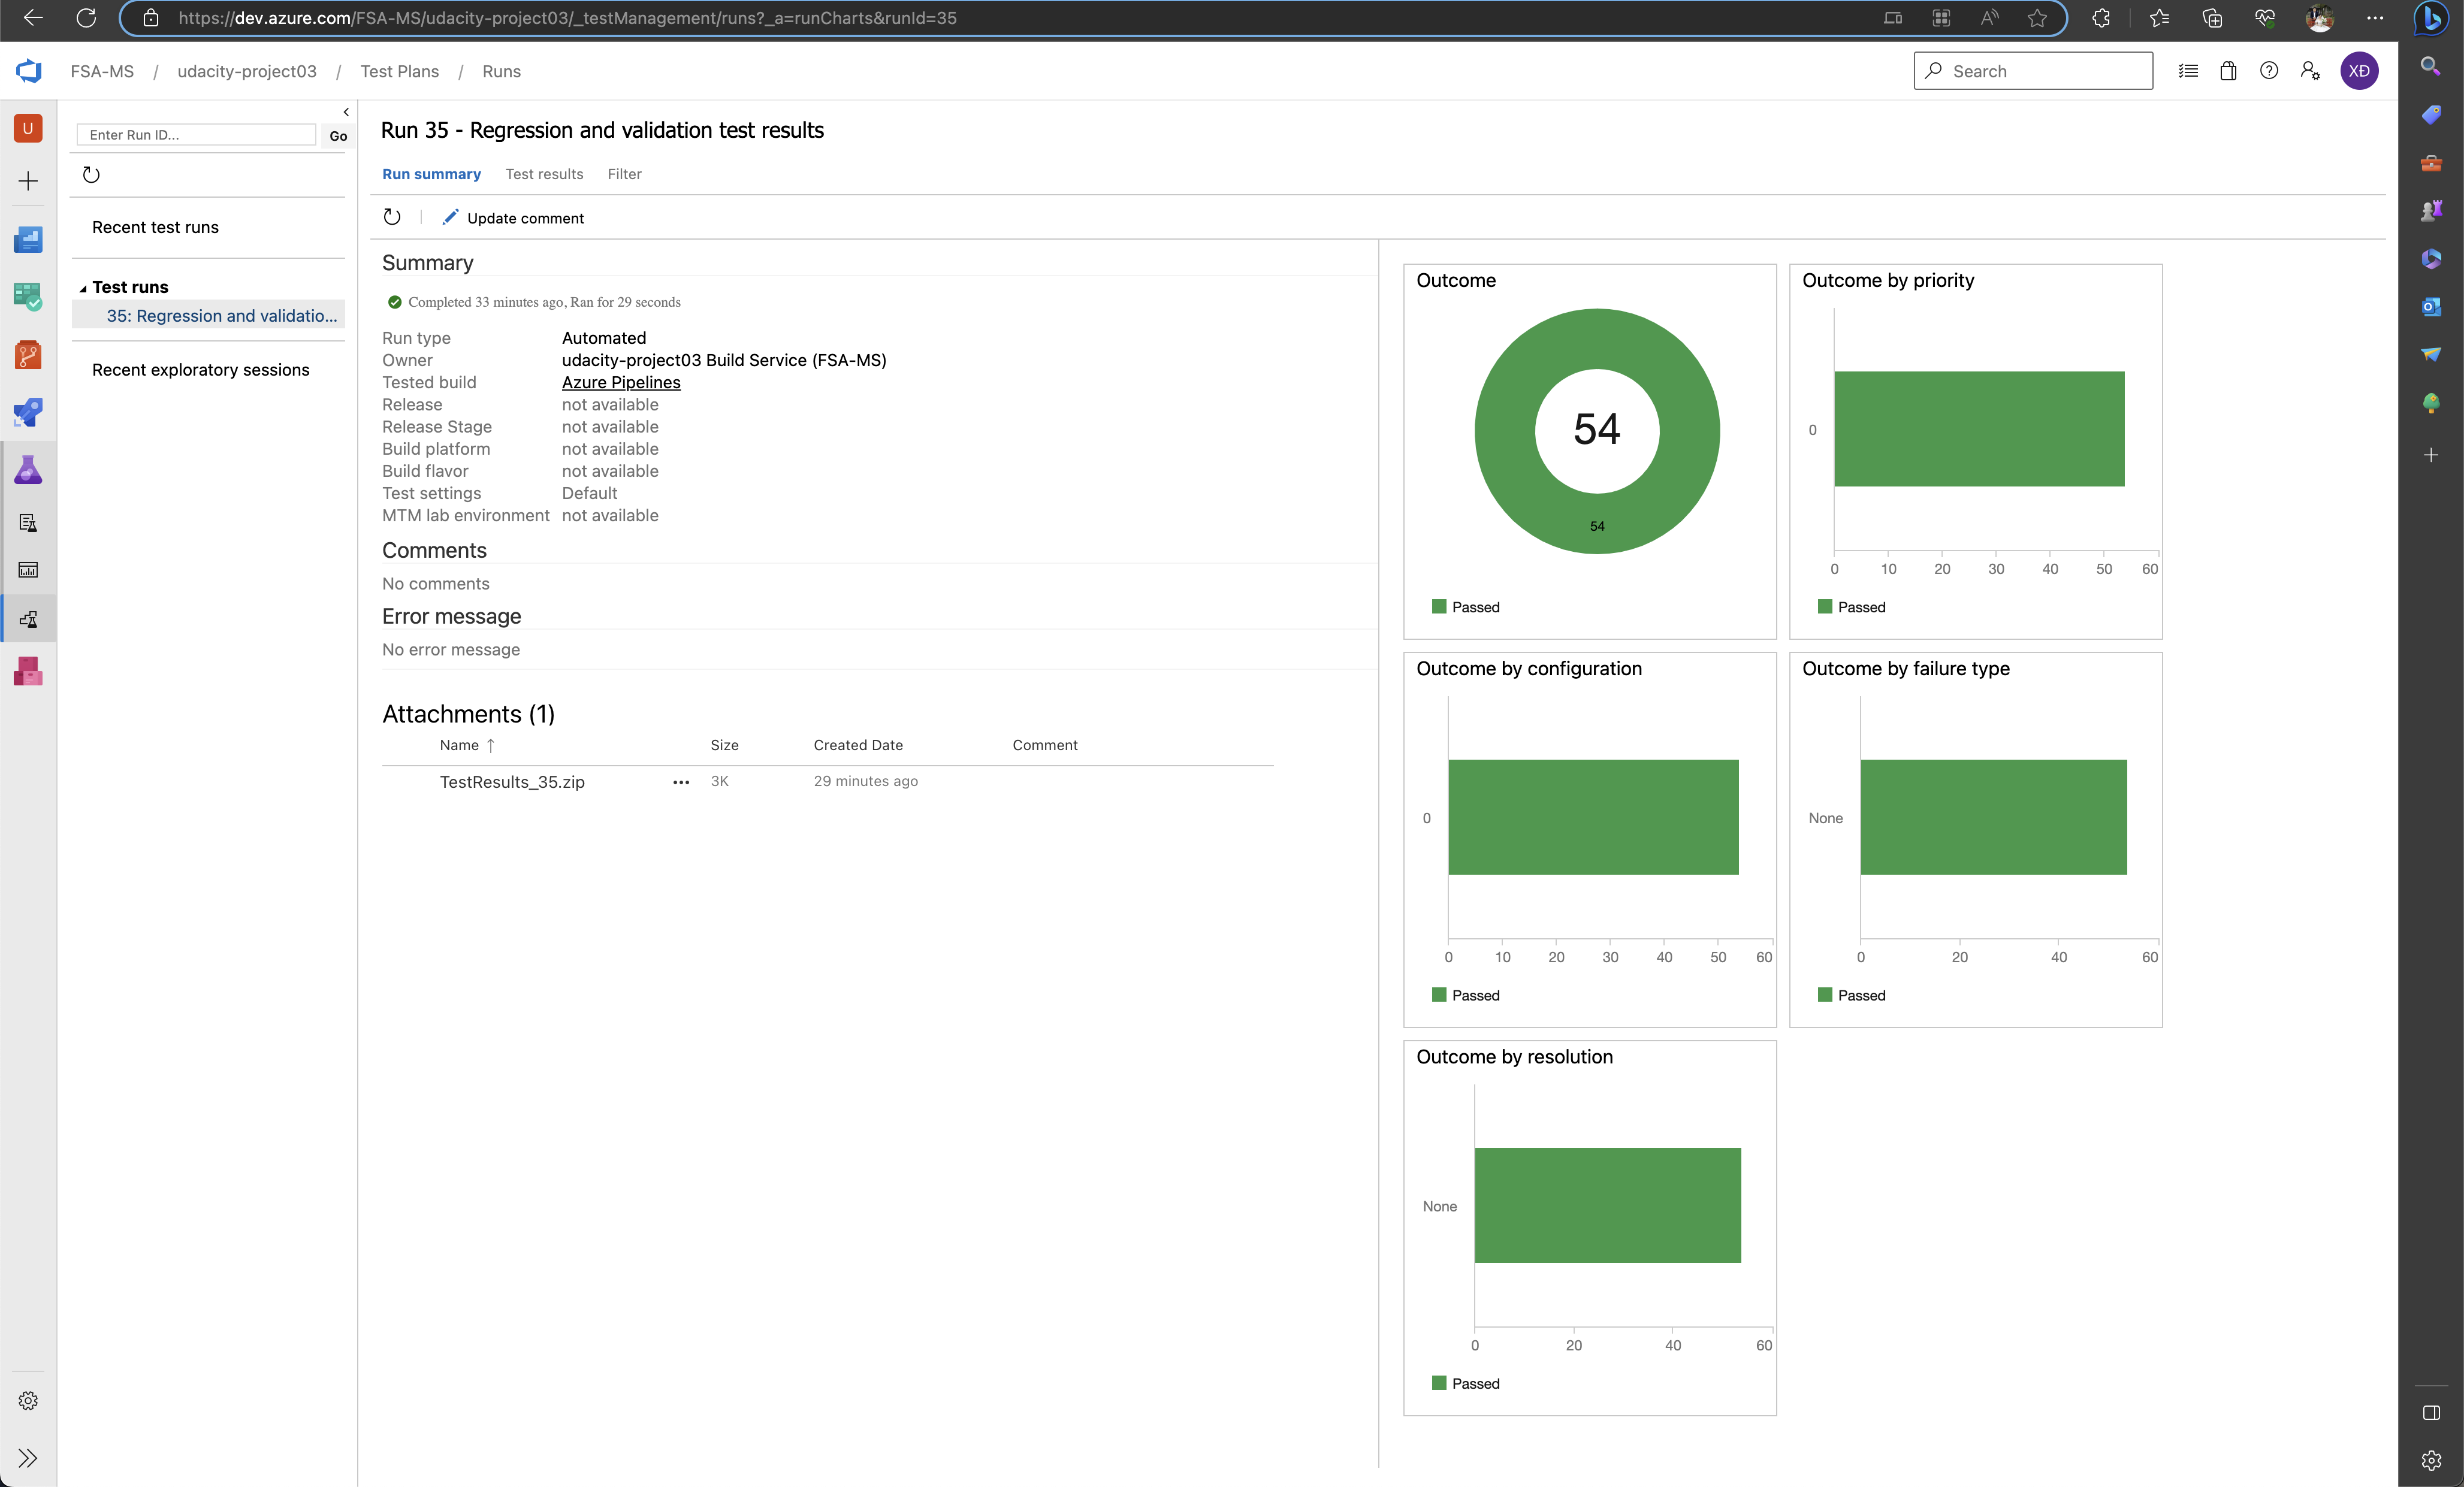 https://dev.azure.com/FSA-MS/udacity-project03/_testManagement/runs?_a=runCharts&runId=35
FSA-MS / udacity-project03 / Test Plans / Runs
Search
XĐ
U
Enter Run ID...
Go
Recent test runs
Test runs
35: Regression and validatio...
Recent exploratory sessions
Run 35 - Regression and validation test results
Run summary Test results Filter
Update comment
Summary
Completed 33 minutes ago, Ran for 29 seconds
Run type Automated
Owner udacity-project03 Build Service (FSA-MS)
Tested build Azure Pipelines
Release not available
Release Stage not available
Build platform not available
Build flavor not available
Test settings Default
MTM lab environment not available
Comments
No comments
Error message
No error message
Attachments (1)
Name ↑ Size Created Date Comment
TestResults_35.zip ... 3K 29 minutes ago
Outcome
54
54
Passed
Outcome by priority
0
0 10 20 30 40 50 60
Passed
Outcome by configuration
0
0 10 20 30 40 50 60
Passed
Outcome by failure type
None
0 20 40 60
Passed
Outcome by resolution
None
0 20 40 60
Passed